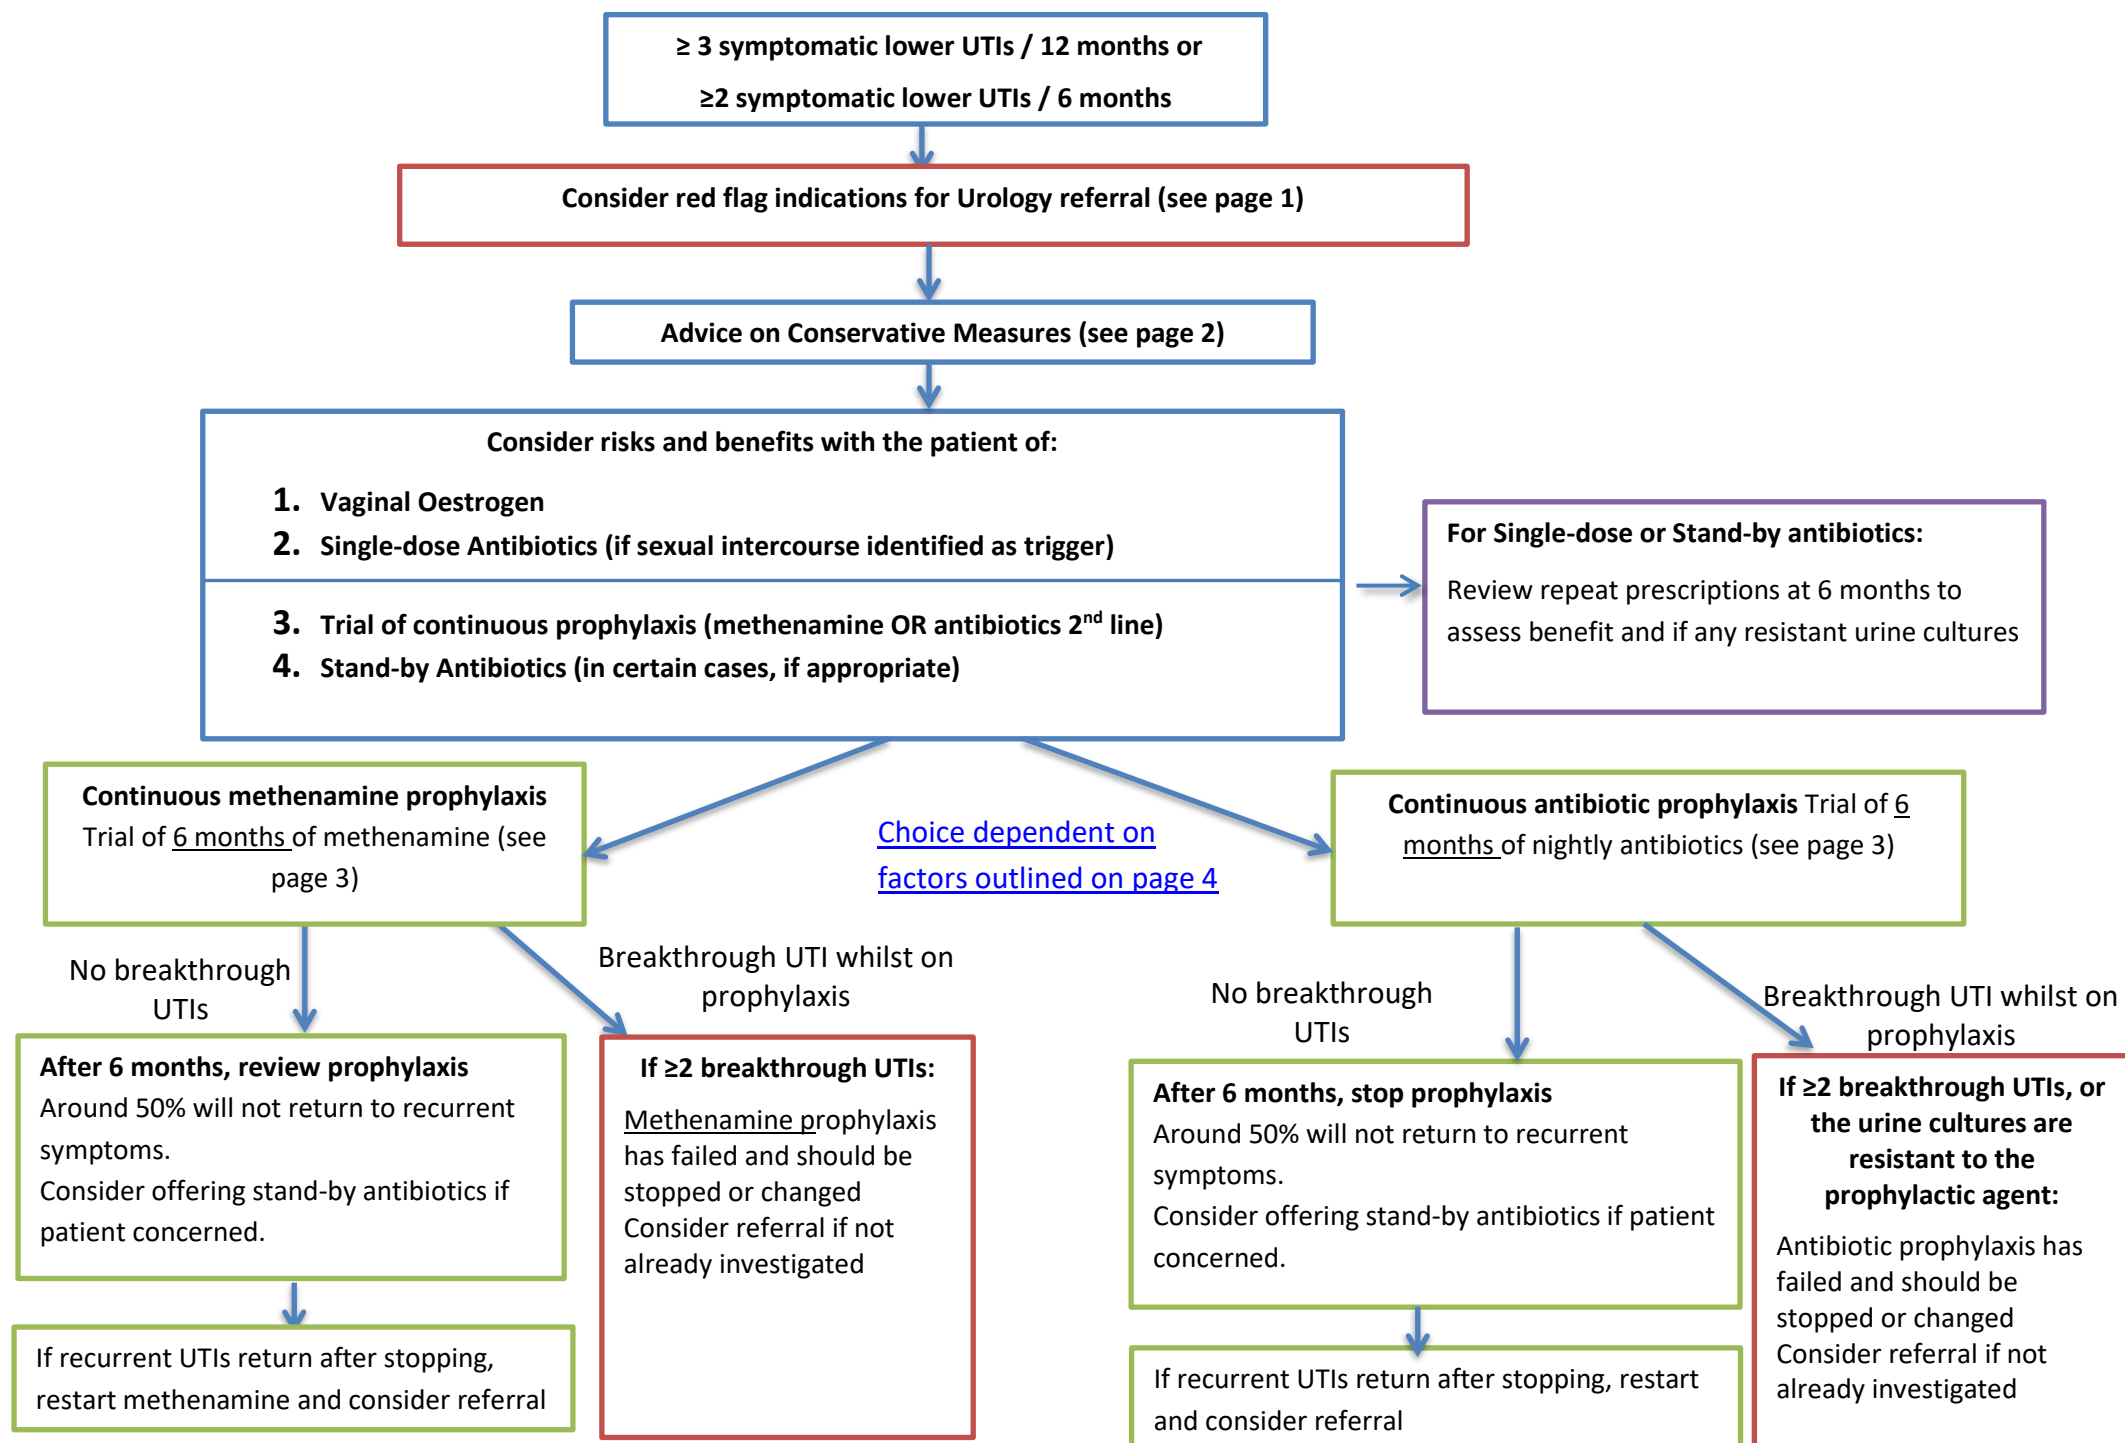 ≥ 3 symptomatic lower UTIs / 12 months or
≥2 symptomatic lower UTIs / 6 months
Consider red flag indications for Urology referral (see page 1)
Advice on Conservative Measures (see page 2)
Consider risks and benefits with the patient of:
1. Vaginal Oestrogen
2. Single-dose Antibiotics (if sexual intercourse identified as trigger)
3. Trial of continuous prophylaxis (methenamine OR antibiotics 2nd line)
4. Stand-by Antibiotics (in certain cases, if appropriate)
For Single-dose or Stand-by antibiotics:
Review repeat prescriptions at 6 months to
assess benefit and if any resistant urine cultures
Continuous methenamine prophylaxis
Trial of 6 months of methenamine (see
page 3)
Choice dependent on
factors outlined on page 4
Continuous antibiotic prophylaxis Trial of 6
months of nightly antibiotics (see page 3)
No breakthrough
UTIs
Breakthrough UTI whilst on
prophylaxis
No breakthrough
UTIs
Breakthrough UTI whilst on
prophylaxis
After 6 months, review prophylaxis
Around 50% will not return to recurrent
symptoms.
Consider offering stand-by antibiotics if
patient concerned.
If ≥2 breakthrough UTIs:
Methenamine prophylaxis
has failed and should be
stopped or changed
Consider referral if not
already investigated
After 6 months, stop prophylaxis
Around 50% will not return to recurrent
symptoms.
Consider offering stand-by antibiotics if patient
concerned.
If ≥2 breakthrough UTIs, or
the urine cultures are
resistant to the
prophylactic agent:
Antibiotic prophylaxis has
failed and should be
stopped or changed
Consider referral if not
already investigated
If recurrent UTIs return after stopping,
restart methenamine and consider referral
If recurrent UTIs return after stopping, restart
and consider referral